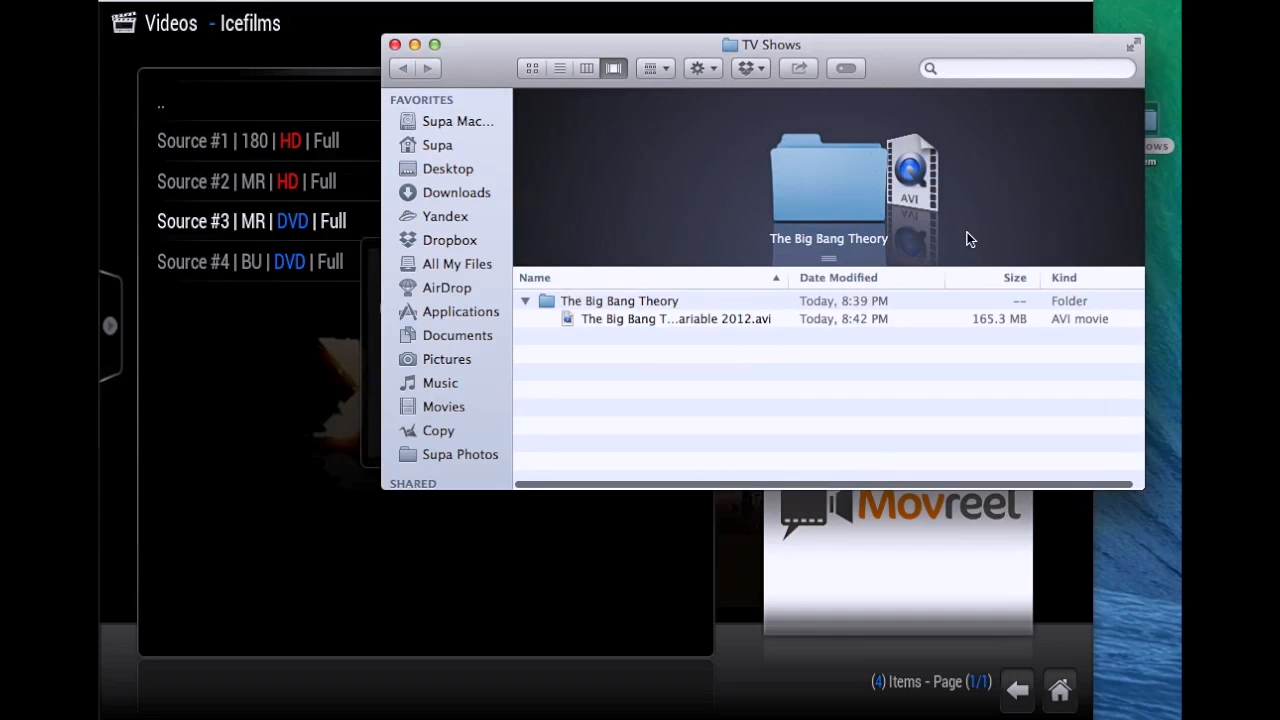 Videos - Icefilms
..
Source #1 | 180 | HD | Full
Source #2 | MR | HD | Full
Source #3 | MR | DVD | Full
Source #4 | BU | DVD | Full
TV Shows
FAVORITES
Supa Mac...
Supa
Desktop
Downloads
Yandex
Dropbox
All My Files
AirDrop
Applications
Documents
Pictures
Music
Movies
Copy
Supa Photos
SHARED
AVI
The Big Bang Theory
Name Date Modified Size Kind
The Big Bang Theory Today, 8:39 PM -- Folder
The Big Bang T...ariable 2012.avi Today, 8:42 PM 165.3 MB AVI movie
ows
Movreel
(4) Items - Page (1/1)